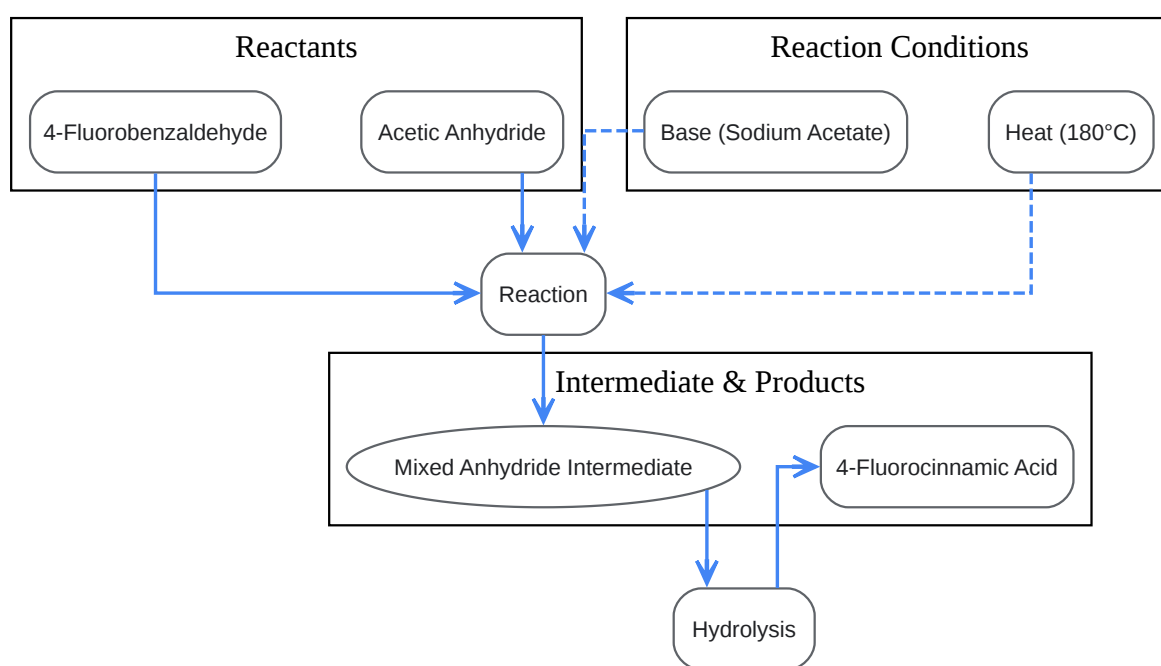 Reactants
Reaction Conditions
4-Fluorobenzaldehyde
Acetic Anhydride
Base (Sodium Acetate)
Heat (180°C)
Reaction
Intermediate & Products
Mixed Anhydride Intermediate
4-Fluorocinnamic Acid
Hydrolysis